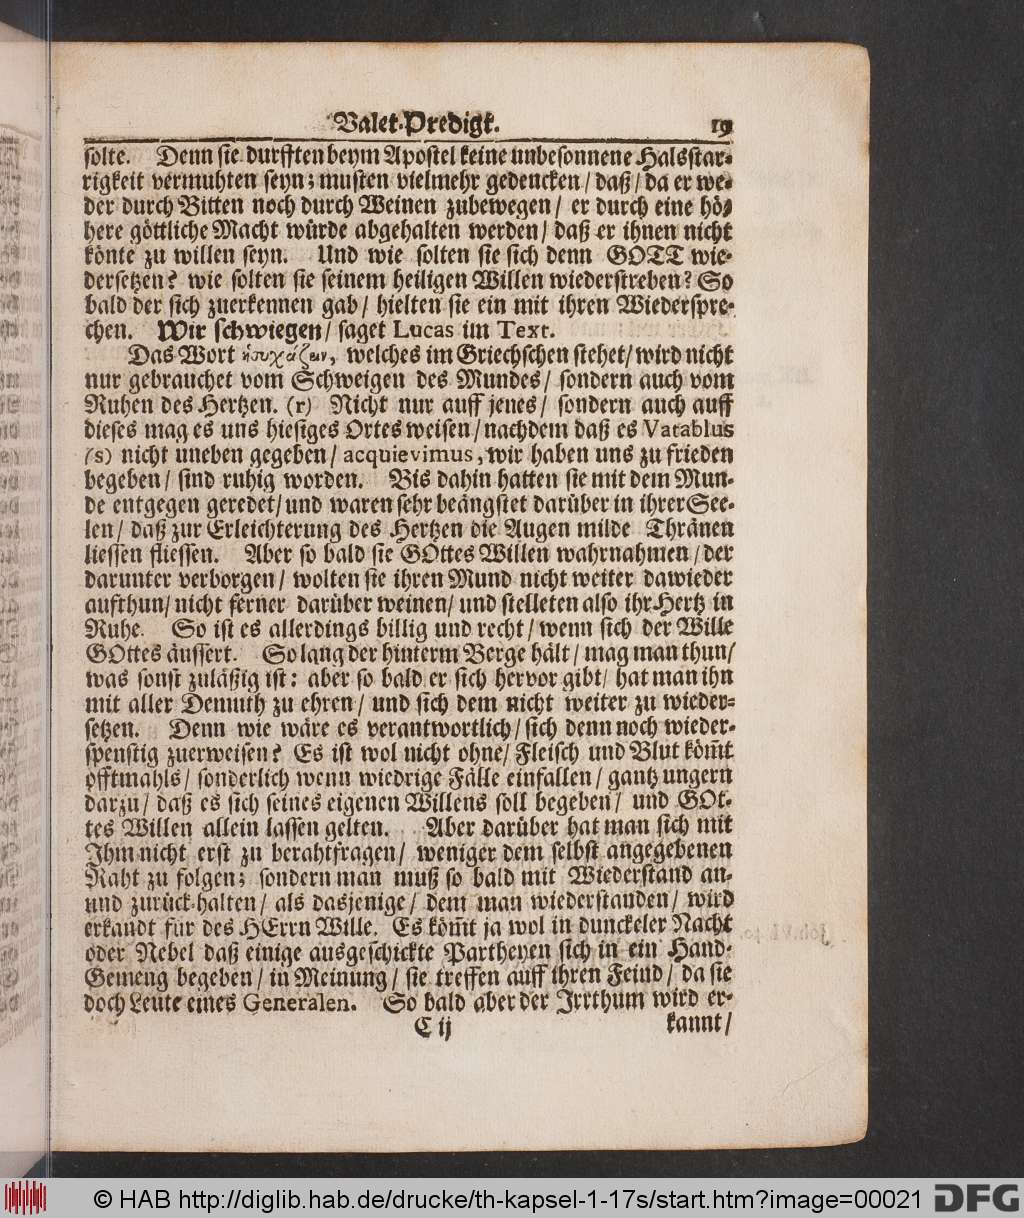 Valet-Predigt. 19
solte. Denn sie durfften beym Apostel keine unbesonnene Halsstar-
rigkeit vermuhten seyn; musten vielmehr gedencken / daß / da er we-
der durch Bitten noch durch Weinen zubewegen / er durch eine hö-
here göttliche Macht würde abgehalten werden / daß er ihnen nicht
könte zu willen seyn. Und wie solten sie sich denn GOTT wie-
dersetzen? wie solten sie seinem heiligen Willen wiederstreben? So
bald der sich zuerkennen gab / hielten sie ein mit ihren Wiederspre-
chen. Wir schwiegen / saget Lucas im Text.
Das Wort ἡσυχάζειν, welches im Griechschen stehet / wird nicht
nur gebrauchet vom Schweigen des Mundes / sondern auch vom
Ruhen des Hertzen. (r) Nicht nur auff jenes / sondern auch auff
dieses mag es uns hiesiges Ortes weisen / nachdem daß es Vatablus
(s) nicht uneben gegeben / acquievimus, wir haben uns zu frieden
begeben / sind ruhig worden. Bis dahin hatten sie mit dem Mun-
de entgegen geredet / und waren sehr beängstet darüber in ihrer See-
len / daß zur Erleichterung des Hertzen die Augen milde Thränen
liessen fliessen. Aber so bald sie GOttes Willen wahrnahmen / der
darunter verborgen / wolten sie ihren Mund nicht weiter dawieder
aufthun / nicht ferner darüber weinen / und stelleten also ihr Hertz in
Ruhe. So ist es allerdings billig und recht / wenn sich der Wille
GOttes äussert. So lang der hinterm Berge hält / mag man thun /
was sonst zuläßig ist: aber so bald er sich hervor gibt / hat man ihn
mit aller Demuth zu ehren / und sich dem nicht weiter zu wieder-
setzen. Denn wie wäre es verantwortlich / sich denn noch wieder-
spenstig zuerweisen? Es ist wol nicht ohne / Fleisch und Blut köm̃t
offtmahls / sonderlich wenn wiedrige Fälle einfallen / gantz ungern
darzu / daß es sich seines eigenen Willens soll begeben / und GOt-
tes Willen allein lassen gelten. Aber darüber hat man sich mit
Ihm nicht erst zu berahtfragen / weniger dem selbst angegebenen
Raht zu folgen; sondern man muß so bald mit Wiederstand an-
und zurück-halten / als dasjenige / dem man wiederstanden / wird
erkandt für des HErrn Wille. Es köm̃t ja wol in dunckeler Nacht
oder Nebel daß einige ausgeschickte Partheyen sich in ein Hand-
Gemeng begeben / in Meinung / sie treffen auff ihren Feind / da sie
doch Leute eines Generalen. So bald aber der Irrthum wird er-
C ij kannt /
© HAB http://diglib.hab.de/drucke/th-kapsel-1-17s/start.htm?image=00021 DFG